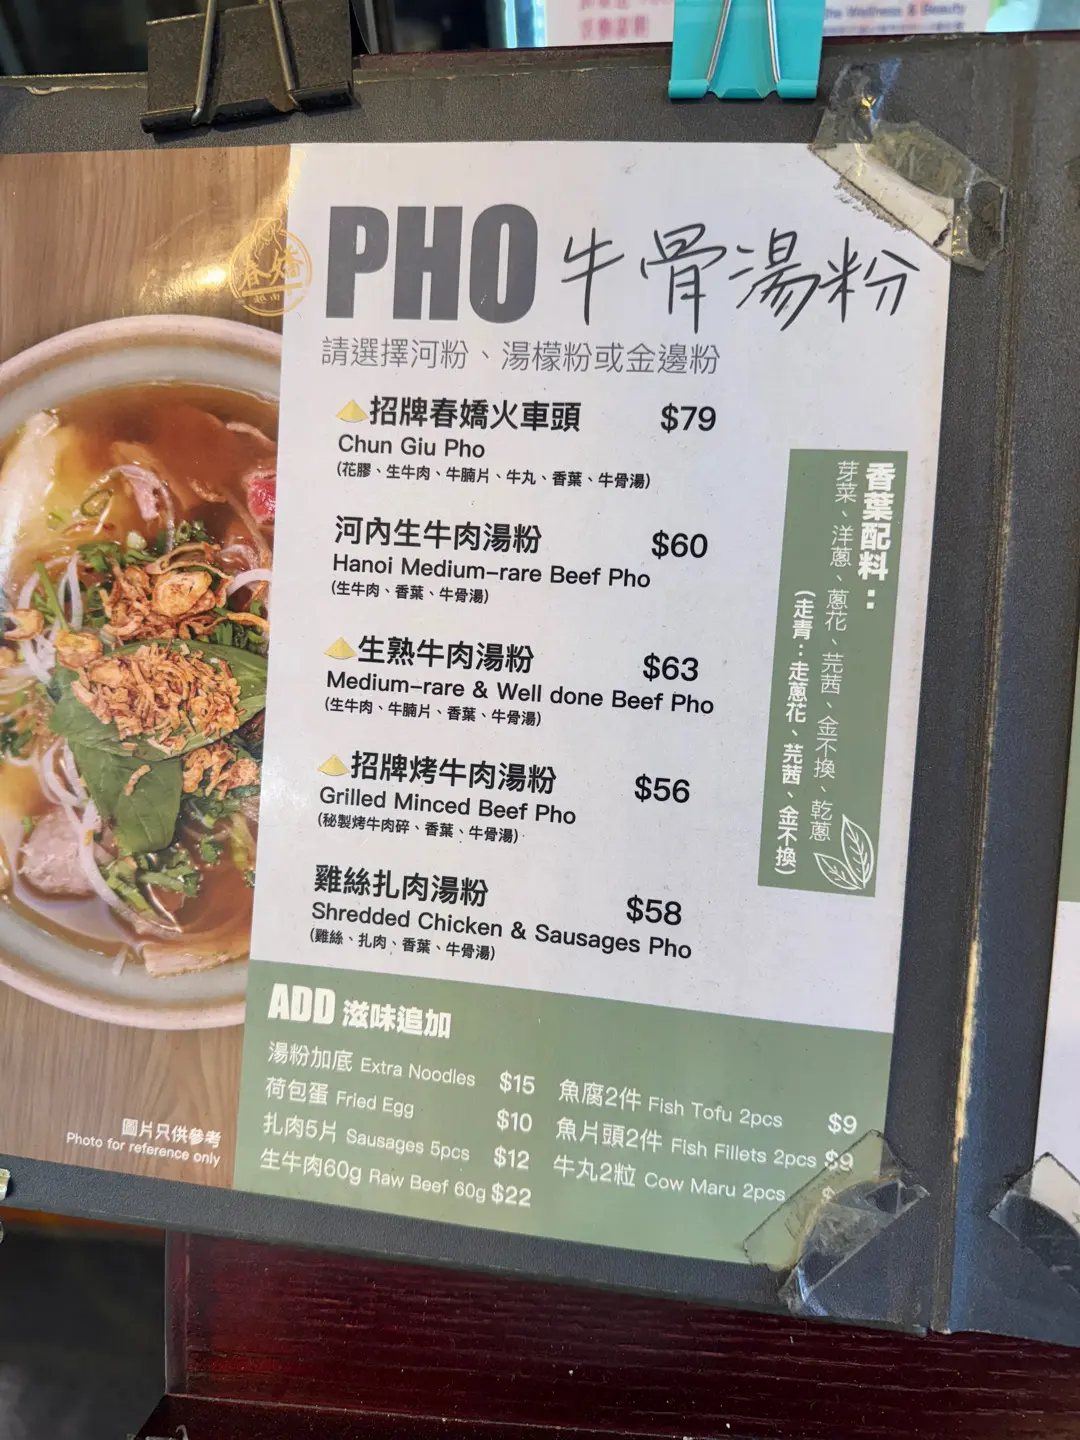 The Wellness & Beauty
PHO 牛骨湯粉
春嬌
請選擇河粉、湯檬粉或金邊粉
招牌春嬌火車頭 $79
Chun Giu Pho
(花膠、生牛肉、牛腩片、牛丸、香葉、牛骨湯)
河內生牛肉湯粉 $60
Hanoi Medium-rare Beef Pho
(生牛肉、香葉、牛骨湯)
生熟牛肉湯粉 $63
Medium-rare & Well done Beef Pho
(生牛肉、牛腩片、香葉、牛骨湯)
招牌烤牛肉湯粉 $56
Grilled Minced Beef Pho
(秘製烤牛肉碎、香葉、牛骨湯)
雞絲扎肉湯粉 $58
Shredded Chicken & Sausages Pho
(雞絲、扎肉、香葉、牛骨湯)
香葉配料：
芽菜、洋蔥、蔥花、芫茜、金不換、乾蔥
(走青：走蔥花、芫茜、金不換)
ADD 滋味追加
湯粉加底 Extra Noodles $15
荷包蛋 Fried Egg $10
扎肉5片 Sausages 5pcs $12
生牛肉60g Raw Beef 60g $22
魚腐2件 Fish Tofu 2pcs $9
魚片頭2件 Fish Fillets 2pcs $9
牛丸2粒 Cow Maru 2pcs
圖片只供參考
Photo for reference only